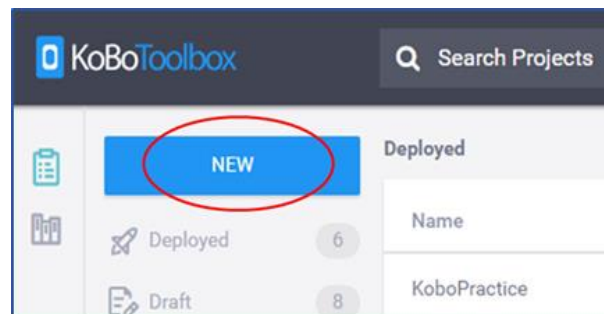 KoBoToolbox
Search Projects
NEW
Deployed 6
Draft 8
Deployed
Name
KoboPractice